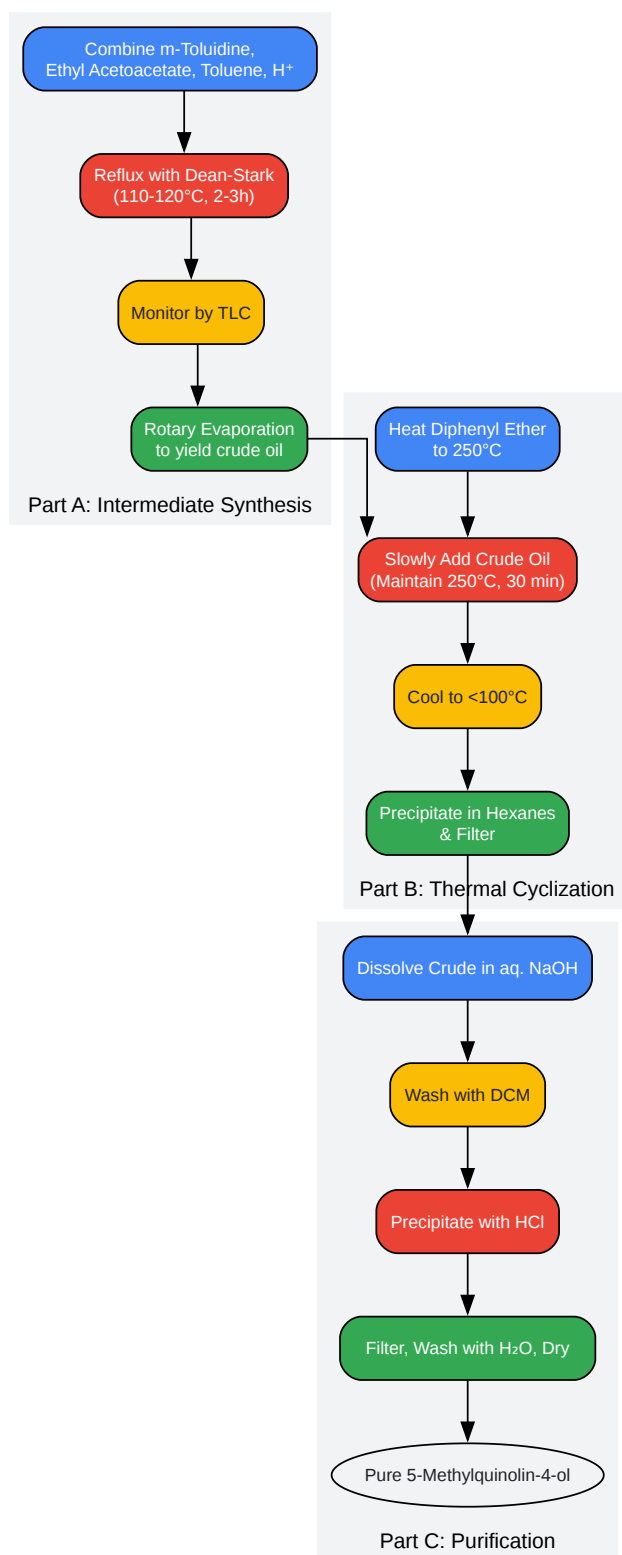 Combine m-Toluidine,
Ethyl Acetoacetate, Toluene, H⁺
Reflux with Dean-Stark
(110-120°C, 2-3h)
Monitor by TLC
Rotary Evaporation
to yield crude oil
Part A: Intermediate Synthesis
Heat Diphenyl Ether
to 250°C
Slowly Add Crude Oil
(Maintain 250°C, 30 min)
Cool to <100°C
Precipitate in Hexanes
& Filter
Part B: Thermal Cyclization
Dissolve Crude in aq. NaOH
Wash with DCM
Precipitate with HCl
Filter, Wash with H₂O, Dry
Pure 5-Methylquinolin-4-ol
Part C: Purification